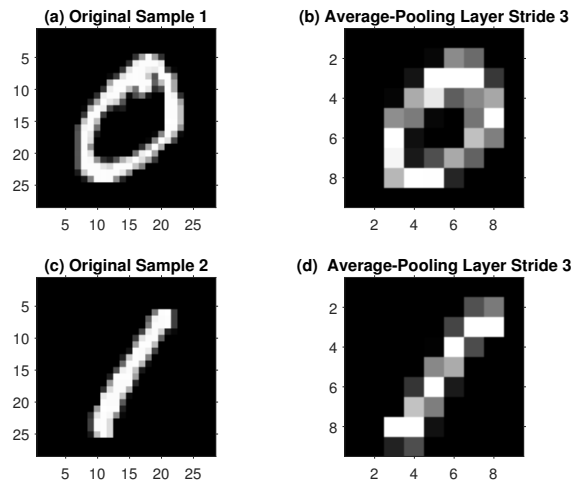 (a) Original Sample 1
5
10
15
20
25
5 10 15 20 25
(b) Average-Pooling Layer Stride 3
2
4
6
8
2 4 6 8
(c) Original Sample 2
5
10
15
20
25
5 10 15 20 25
(d) Average-Pooling Layer Stride 3
2
4
6
8
2 4 6 8